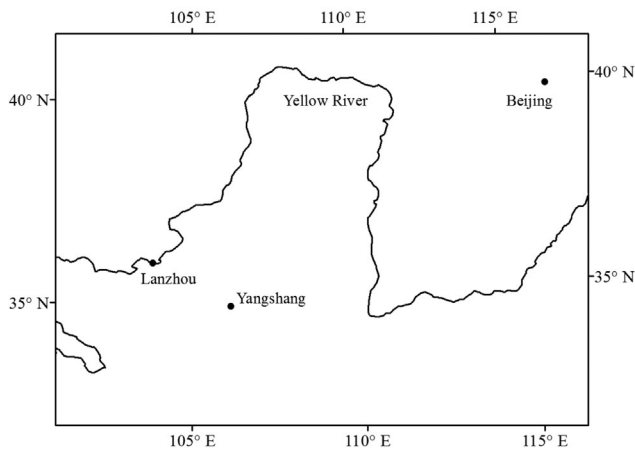 105° E 110° E 115° E
40° N
40° N
Yellow River
Beijing
Lanzhou
35° N
Yangshang
35° N
105° E 110° E 115° E